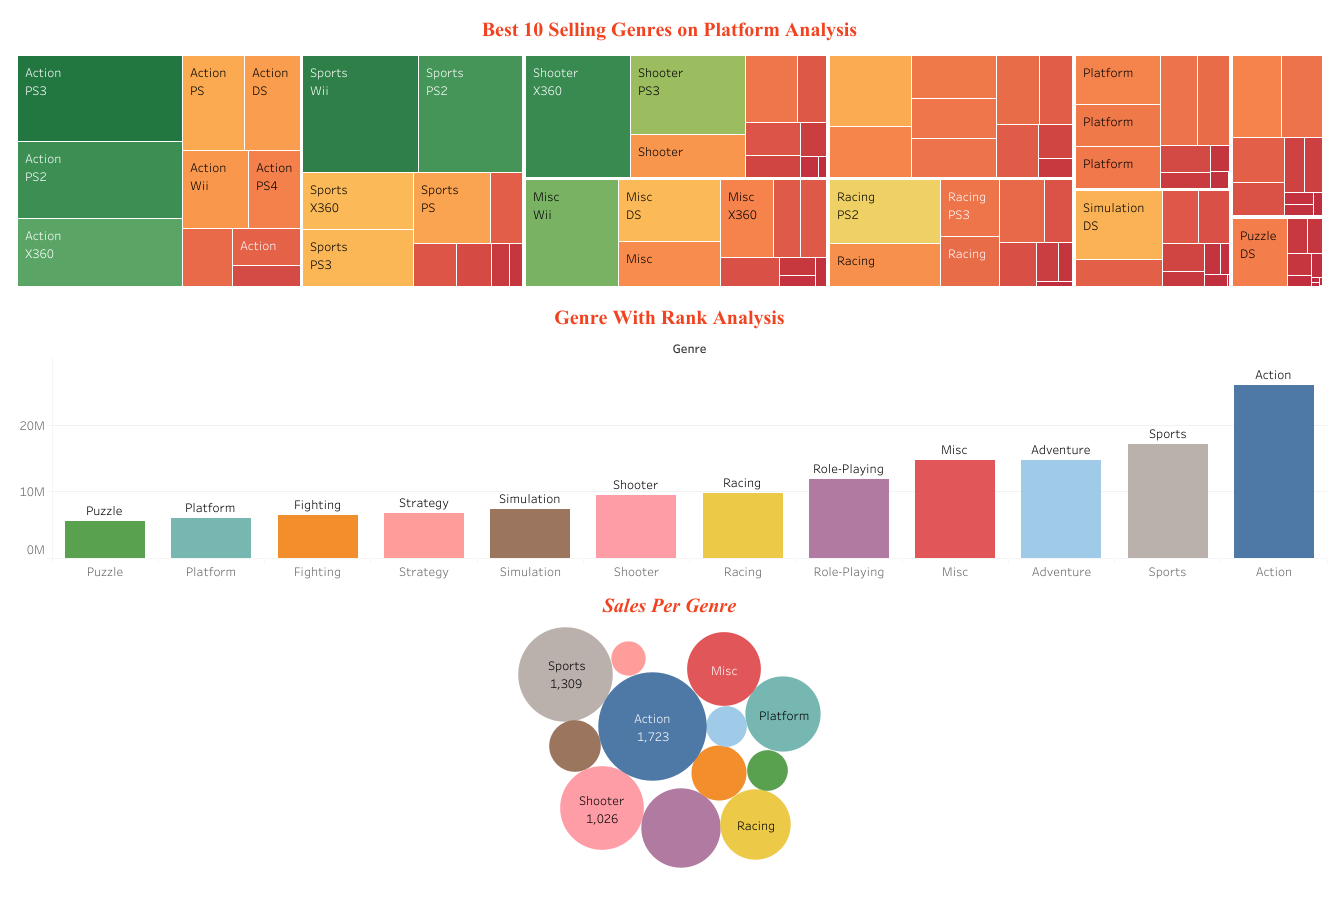 Best 10 Selling Genres on Platform Analysis
Action
PS3
Action
PS2
Action
X360
Action
PS
Action
DS
Action
Wii
Action
PS4
Action
Sports
Wii
Sports
PS2
Sports
X360
Sports
PS3
Sports
PS
Shooter
X360
Shooter
PS3
Shooter
Misc
Wii
Misc
DS
Misc
Misc
X360
Racing
PS2
Racing
Racing
PS3
Racing
Platform
Platform
Platform
Simulation
DS
Puzzle
DS
Genre With Rank Analysis
Genre
20M
10M
0M
Puzzle
Platform
Fighting
Strategy
Simulation
Shooter
Racing
Role-Playing
Misc
Adventure
Sports
Action
Puzzle
Platform
Fighting
Strategy
Simulation
Shooter
Racing
Role-Playing
Misc
Adventure
Sports
Action
Sales Per Genre
Sports
1,309
Misc
Action
1,723
Platform
Shooter
1,026
Racing